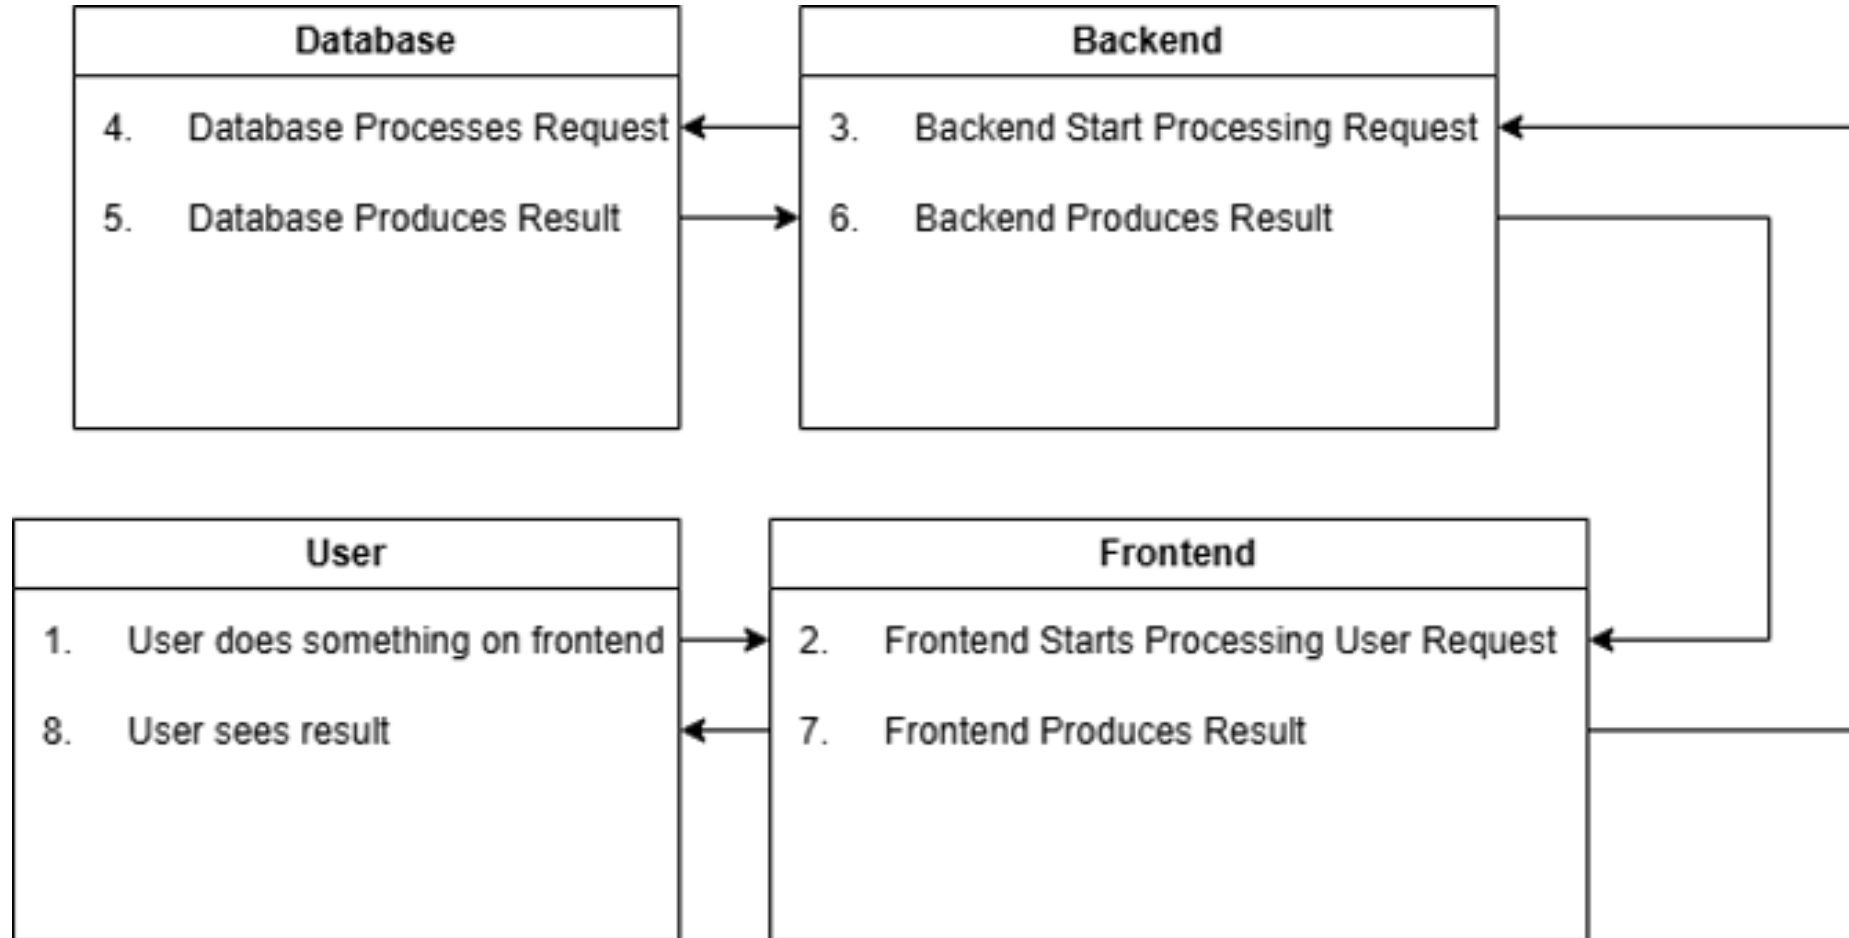 Database
4. Database Processes Request
5. Database Produces Result
Backend
3. Backend Start Processing Request
6. Backend Produces Result
User
1. User does something on frontend
8. User sees result
Frontend
2. Frontend Starts Processing User Request
7. Frontend Produces Result